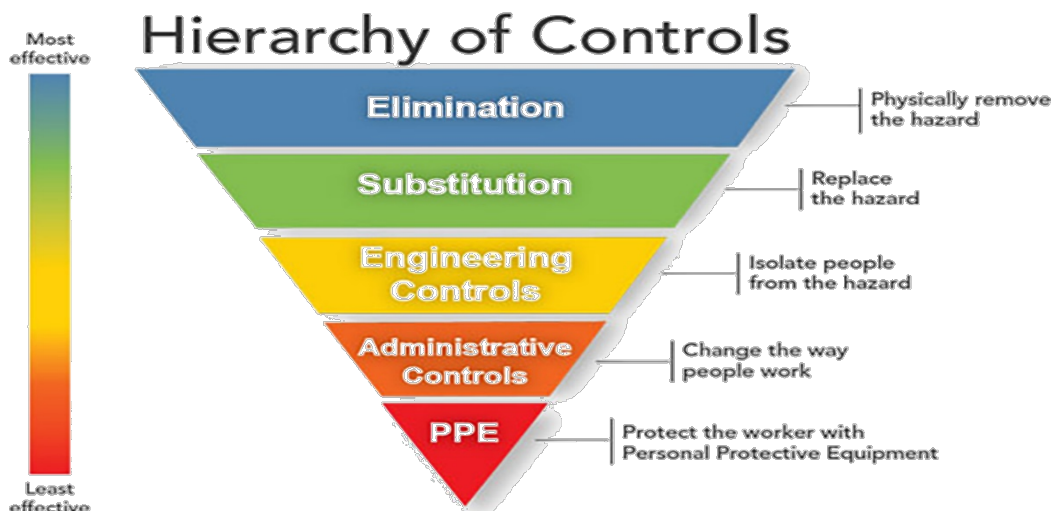 Hierarchy of Controls
Most
effective
Elimination
Physically remove
the hazard
Substitution
Replace
the hazard
Engineering
Controls
Isolate people
from the hazard
Administrative
Controls
Change the way
people work
PPE
Protect the worker with
Personal Protective Equipment
Least
effective